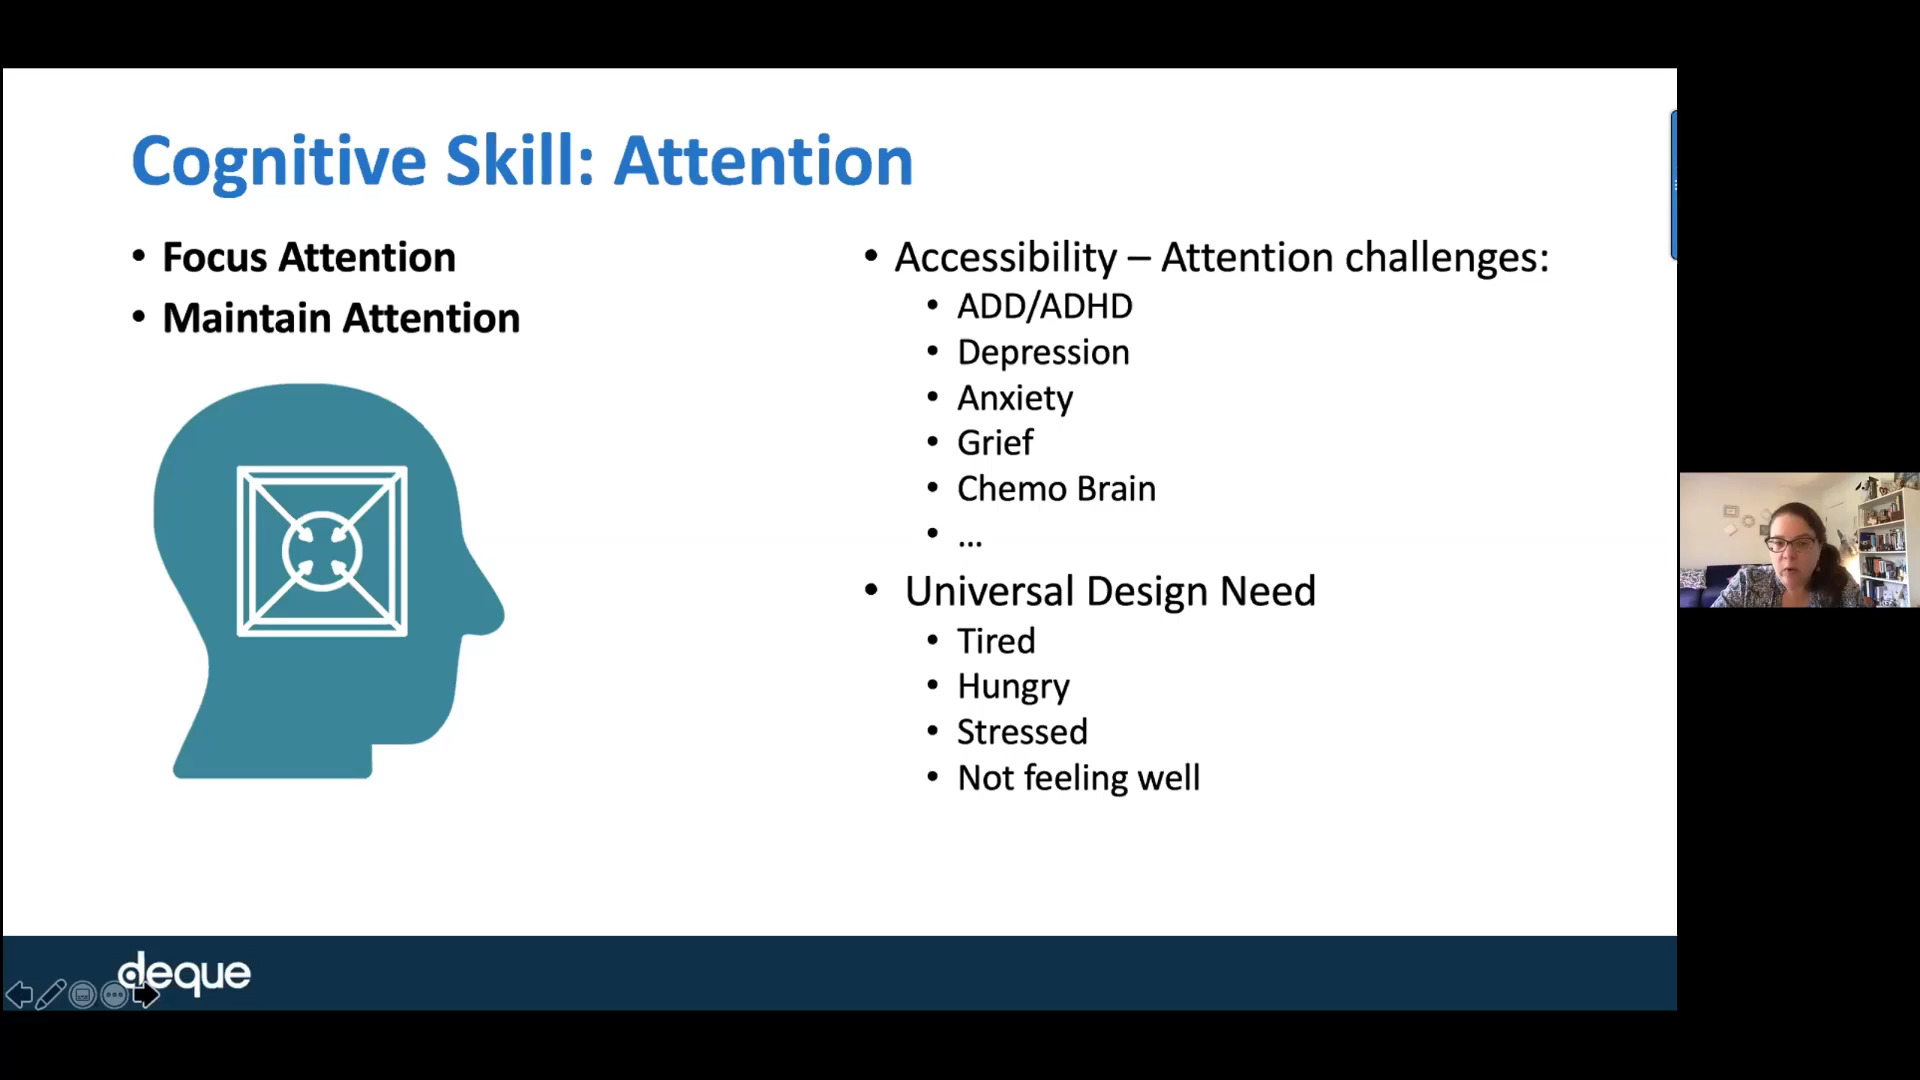 Cognitive Skill: Attention
• Focus Attention
• Maintain Attention
• Accessibility – Attention challenges:
• ADD/ADHD
• Depression
• Anxiety
• Grief
• Chemo Brain
• ...
• Universal Design Need
• Tired
• Hungry
• Stressed
• Not feeling well
deque